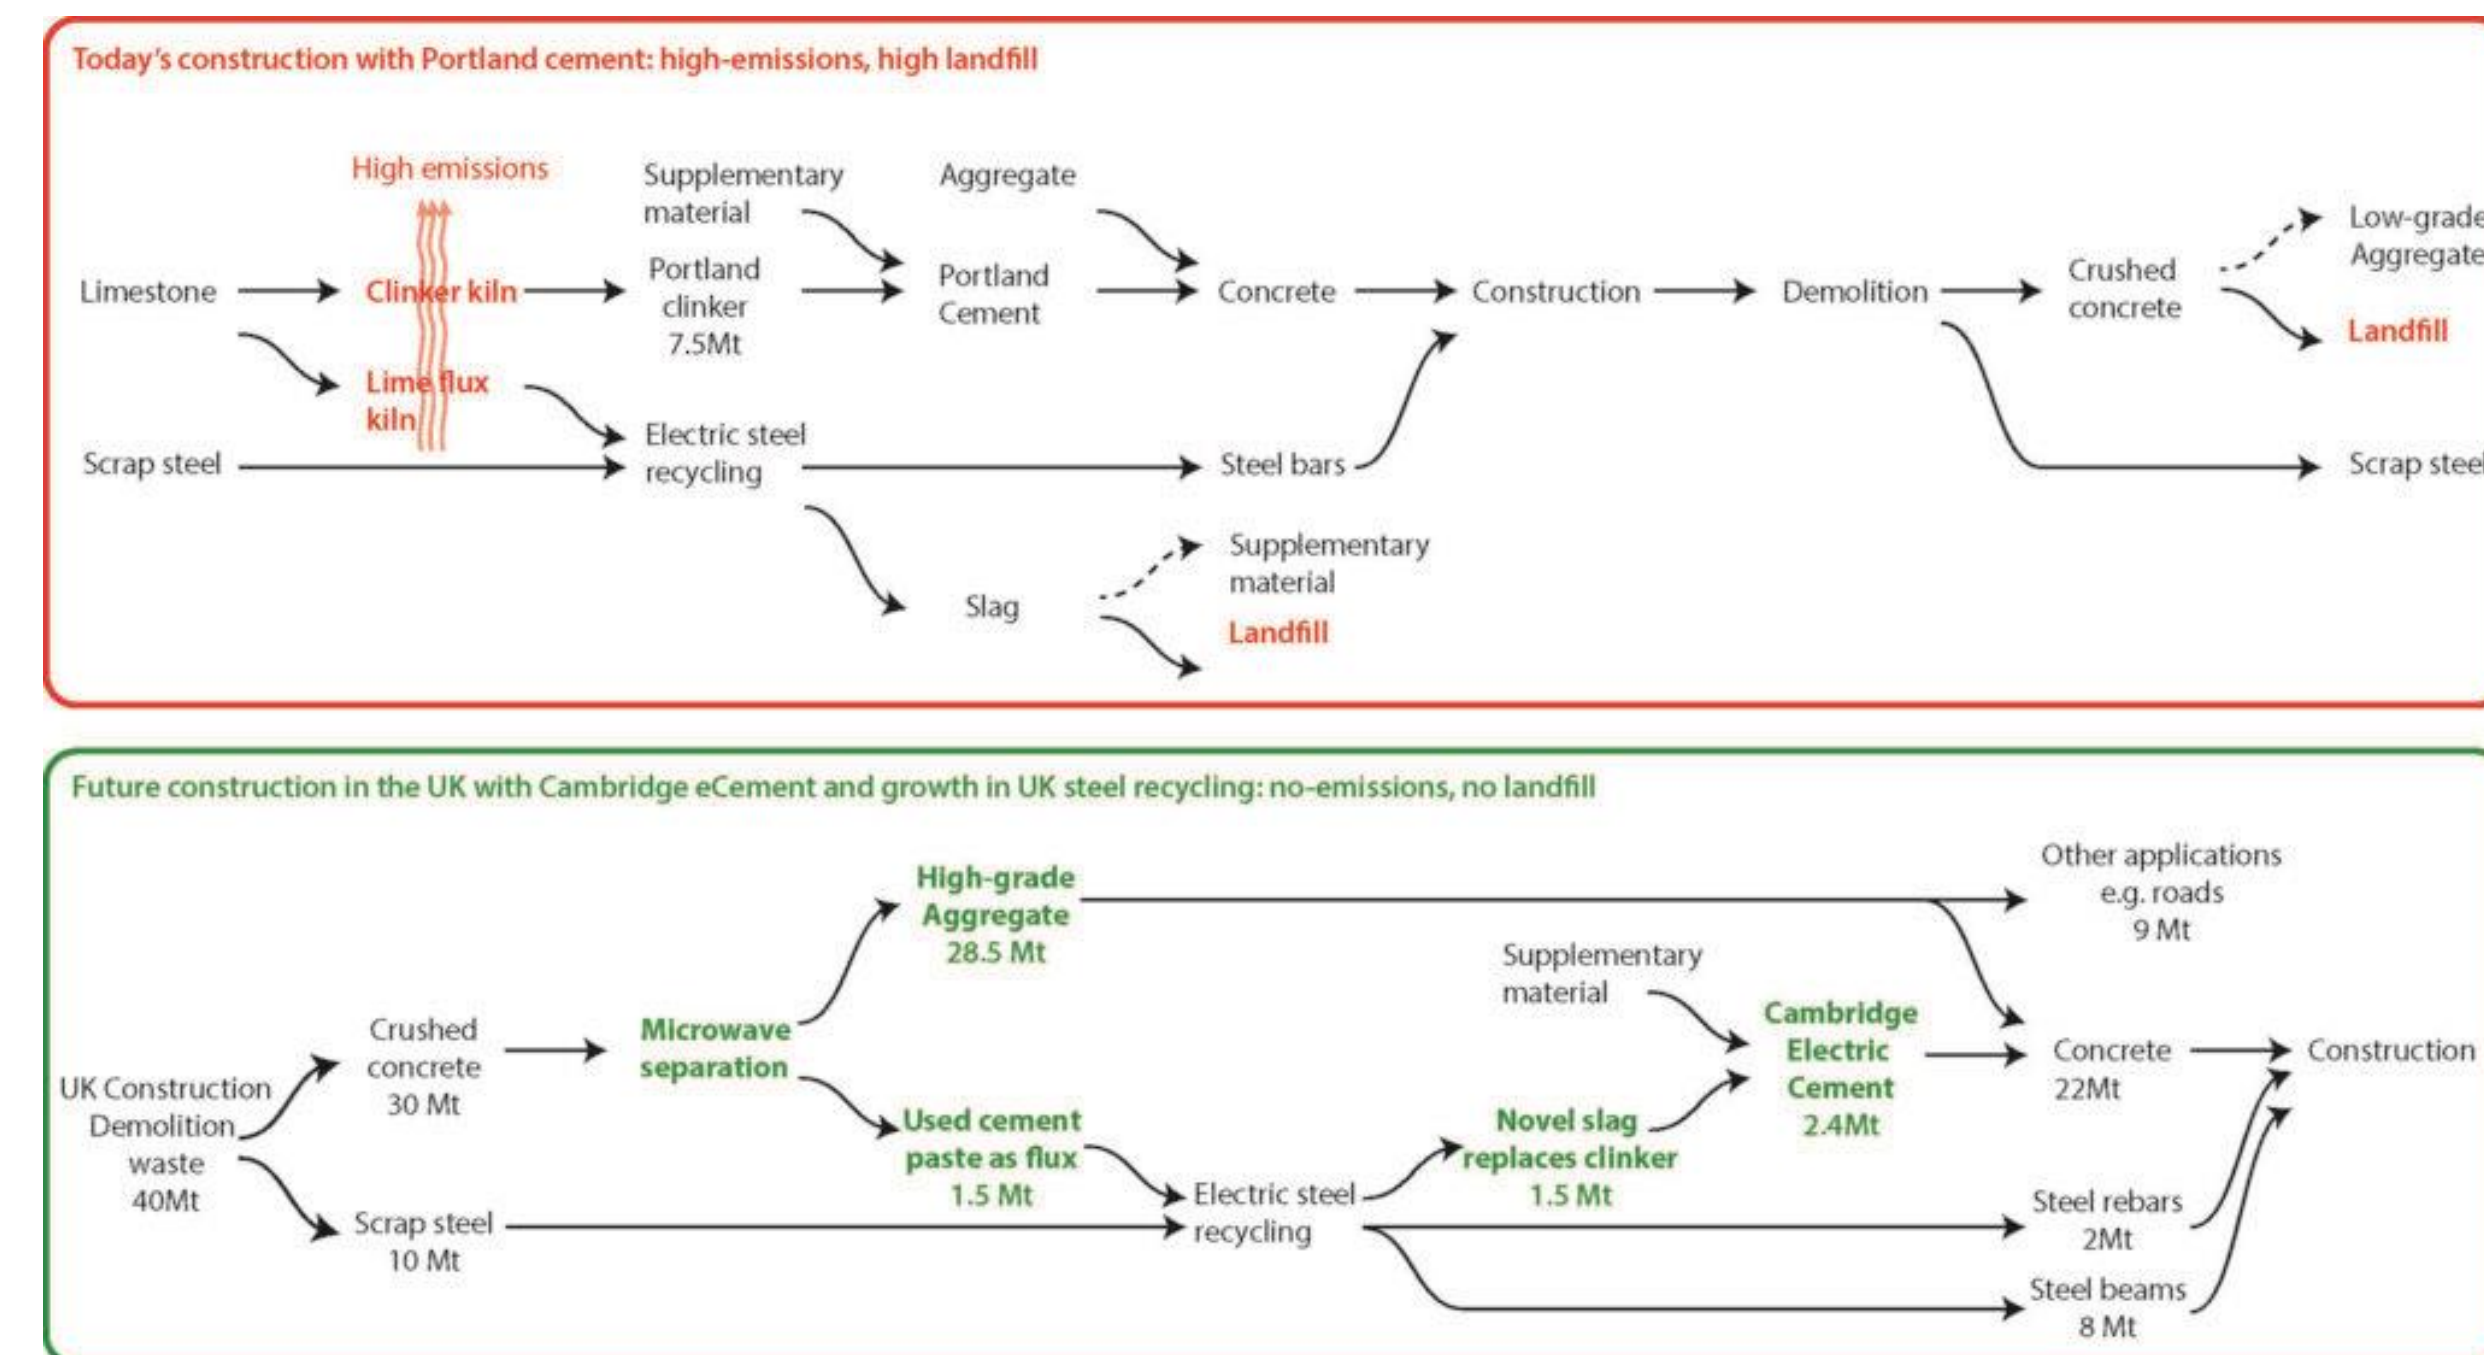 Today's construction with Portland cement: high-emissions, high landfill
High emissions
Supplementary
material
Aggregate
Limestone
Clinker kiln
Portland
clinker
7.5Mt
Portland
Cement
Concrete
Construction
Demolition
Crushed
concrete
Low-grade
Aggregate
Landfill
Lime flux
kiln
Scrap steel
Electric steel
recycling
Steel bars
Scrap steel
Slag
Supplementary
material
Landfill
Future construction in the UK with Cambridge eCement and growth in UK steel recycling: no-emissions, no landfill
UK Construction
Demolition
waste
40Mt
Crushed
concrete
30 Mt
Scrap steel
10 Mt
Microwave
separation
High-grade
Aggregate
28.5 Mt
Used cement
paste as flux
1.5 Mt
Electric steel
recycling
Supplementary
material
Novel slag
replaces clinker
1.5 Mt
Cambridge
Electric
Cement
2.4Mt
Other applications
e.g. roads
9 Mt
Concrete
22Mt
Construction
Steel rebars
2Mt
Steel beams
8 Mt